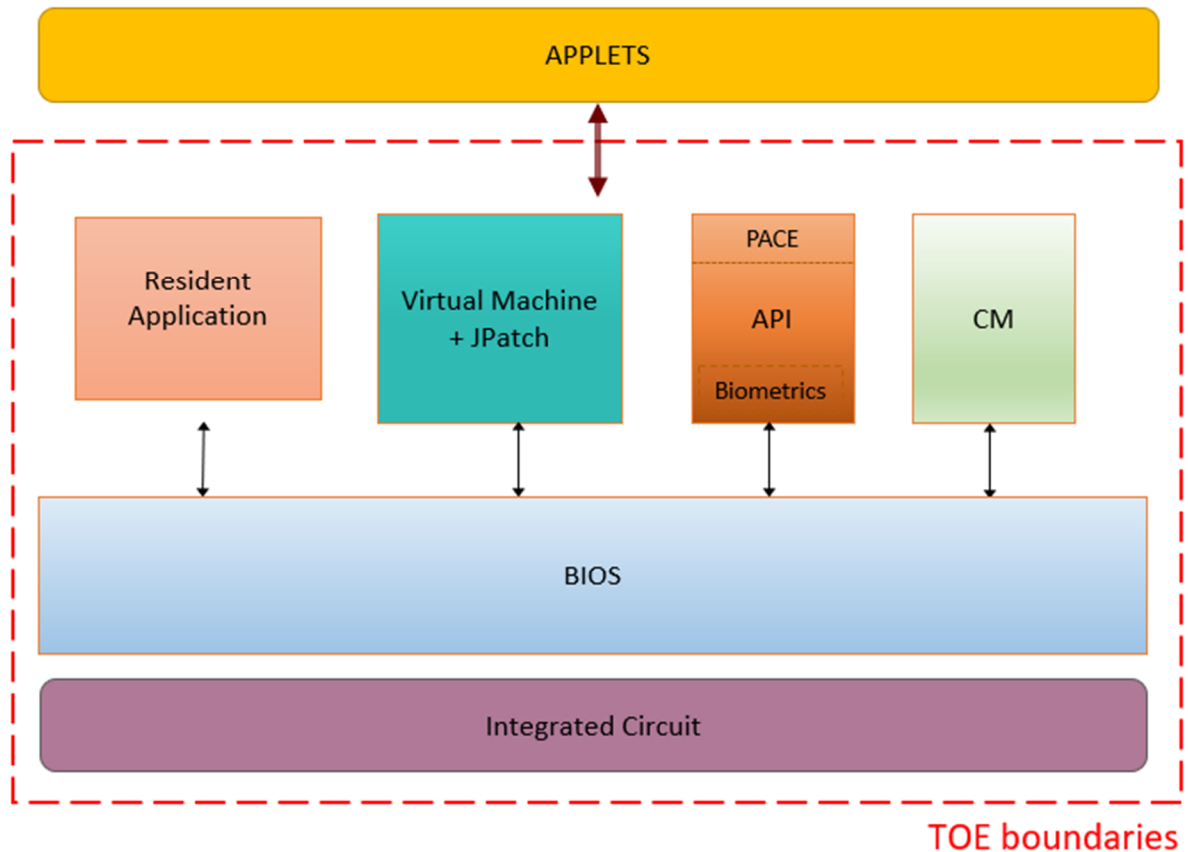 APPLETS
Resident
Application
Virtual Machine
+ JPatch
PACE
API
Biometrics
CM
BIOS
Integrated Circuit
TOE boundaries